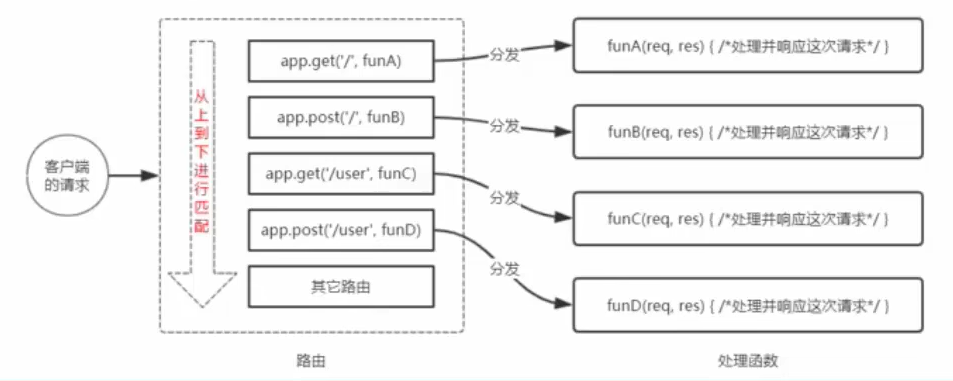 客户端
的请求
从上到下进行匹配
app.get('/', funA)
app.post('/', funB)
app.get('/user', funC)
app.post('/user', funD)
其它路由
路由
分发
分发
分发
分发
funA(req, res) { /*处理并响应这次请求*/ }
funB(req, res) { /*处理并响应这次请求*/ }
funC(req, res) { /*处理并响应这次请求*/ }
funD(req, res) { /*处理并响应这次请求*/ }
处理函数